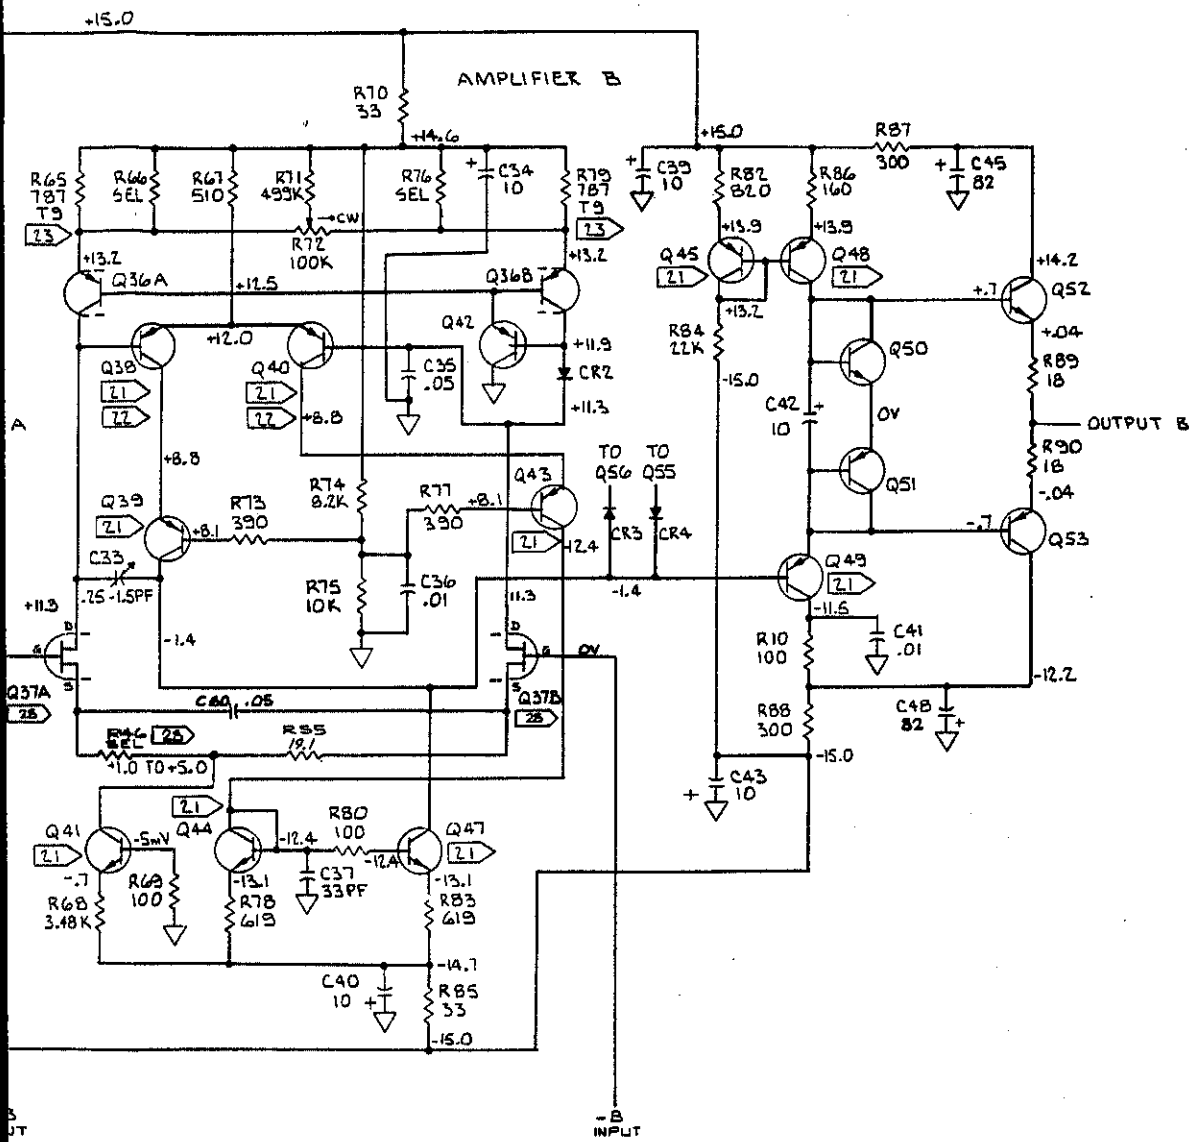 +15.0
AMPLIFIER B
R70
33
+14.6
+15.0
R87
300
R65
787
T9
23
R66
SEL
R67
510
R71
499K
→CW
R72
100K
R76
SEL
+
C34
10
R79
787
T9
23
+
C39
10
R82
820
R86
160
+
C45
82
+13.2
Q36A
+12.5
Q36B
+13.2
+13.9
+13.9
Q45
21
Q48
21
+14.2
Q52
+.7
+13.2
+.04
Q38
21
22
+12.0
Q40
21
22
Q42
+11.9
CR2
+11.3
C35
.05
R84
22K
-15.0
Q50
R89
18
A
+8.8
C42
10
+
0V
OUTPUT B
R90
18
+8.8
TO
Q56
TO
Q55
Q51
-.04
Q39
21
+8.1
R73
390
R74
8.2K
R77
390
+8.1
Q43
21
-12.4
CR3
CR4
-.7
Q53
C33
.25-1.5PF
R75
10K
C36
.01
-1.4
Q49
21
+11.3
11.3
-11.5
D
G
S
-1.4
D
G
S
0V
R10
100
C41
.01
Q37A
28
C80
.05
Q37B
28
-12.2
R88
300
C48
82
+
SEL
28
+1.0 TO +5.0
R55
19.1
-15.0
+
C43
10
21
Q41
21
-5mV
Q44
-12.4
R80
100
-12.4
Q47
21
-.7
R69
100
C37
33PF
-13.1
R78
619
-13.1
R83
619
R68
3.48K
-14.7
C40
10
+
R85
33
-15.0
B
UT
-B
INPUT